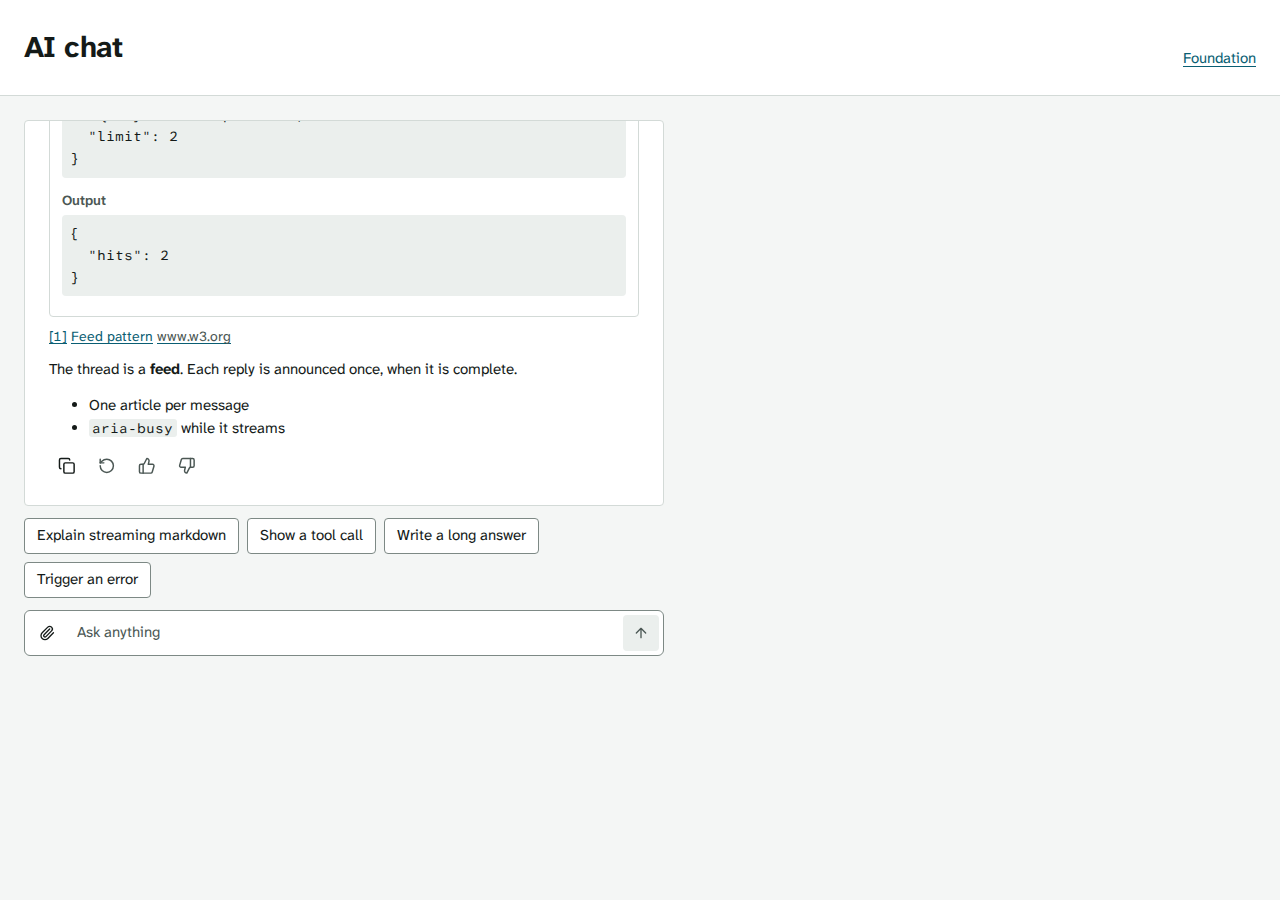 AI chat
Foundation
"limit": 2
}
Output
{
"hits": 2
}
[1] Feed pattern www.w3.org
The thread is a feed. Each reply is announced once, when it is complete.
One article per message
aria-busy while it streams
Explain streaming markdown
Show a tool call
Write a long answer
Trigger an error
Ask anything